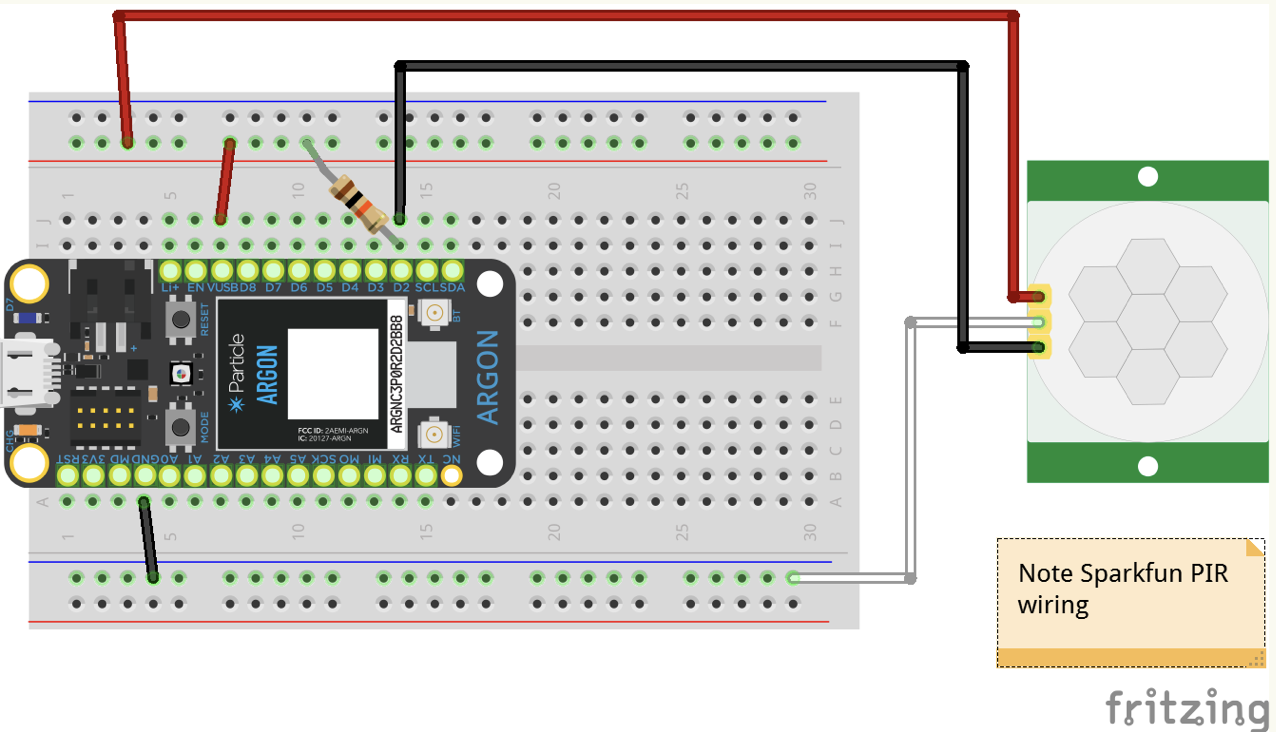 1 5 10 15 20 25 30
J J
I I
H
G
F
Li+ EN VUSB D8 D7 D6 D5 D4 D3 D2 SCL SDA
D7
RESET
BT
+
Particle
ARGON
ARGNC3P0R2D2BB8
ARGON
FCC ID: 2AEMI-ARGN
IC: 20127-ARGN
MODE
CHG
WiFi
E
D
C
B
RST 3V3 MD GND A0 A1 A2 A3 A4 A5 SCK MO MI RX TX NC
A A
1 5 10 15 20 25 30
Note Sparkfun PIR
wiring
fritzing